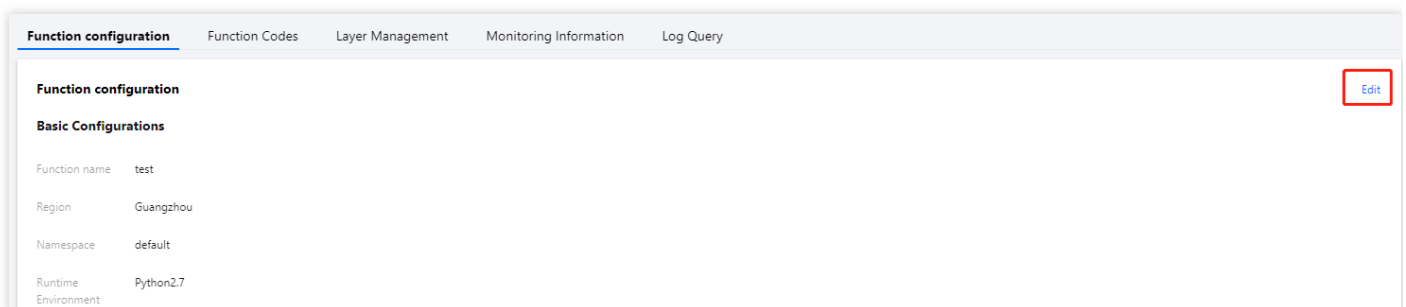 Function configuration Function Codes Layer Management Monitoring Information Log Query
Function configuration Edit
Basic Configurations
Function name test
Region Guangzhou
Namespace default
Runtime Python2.7
Environment